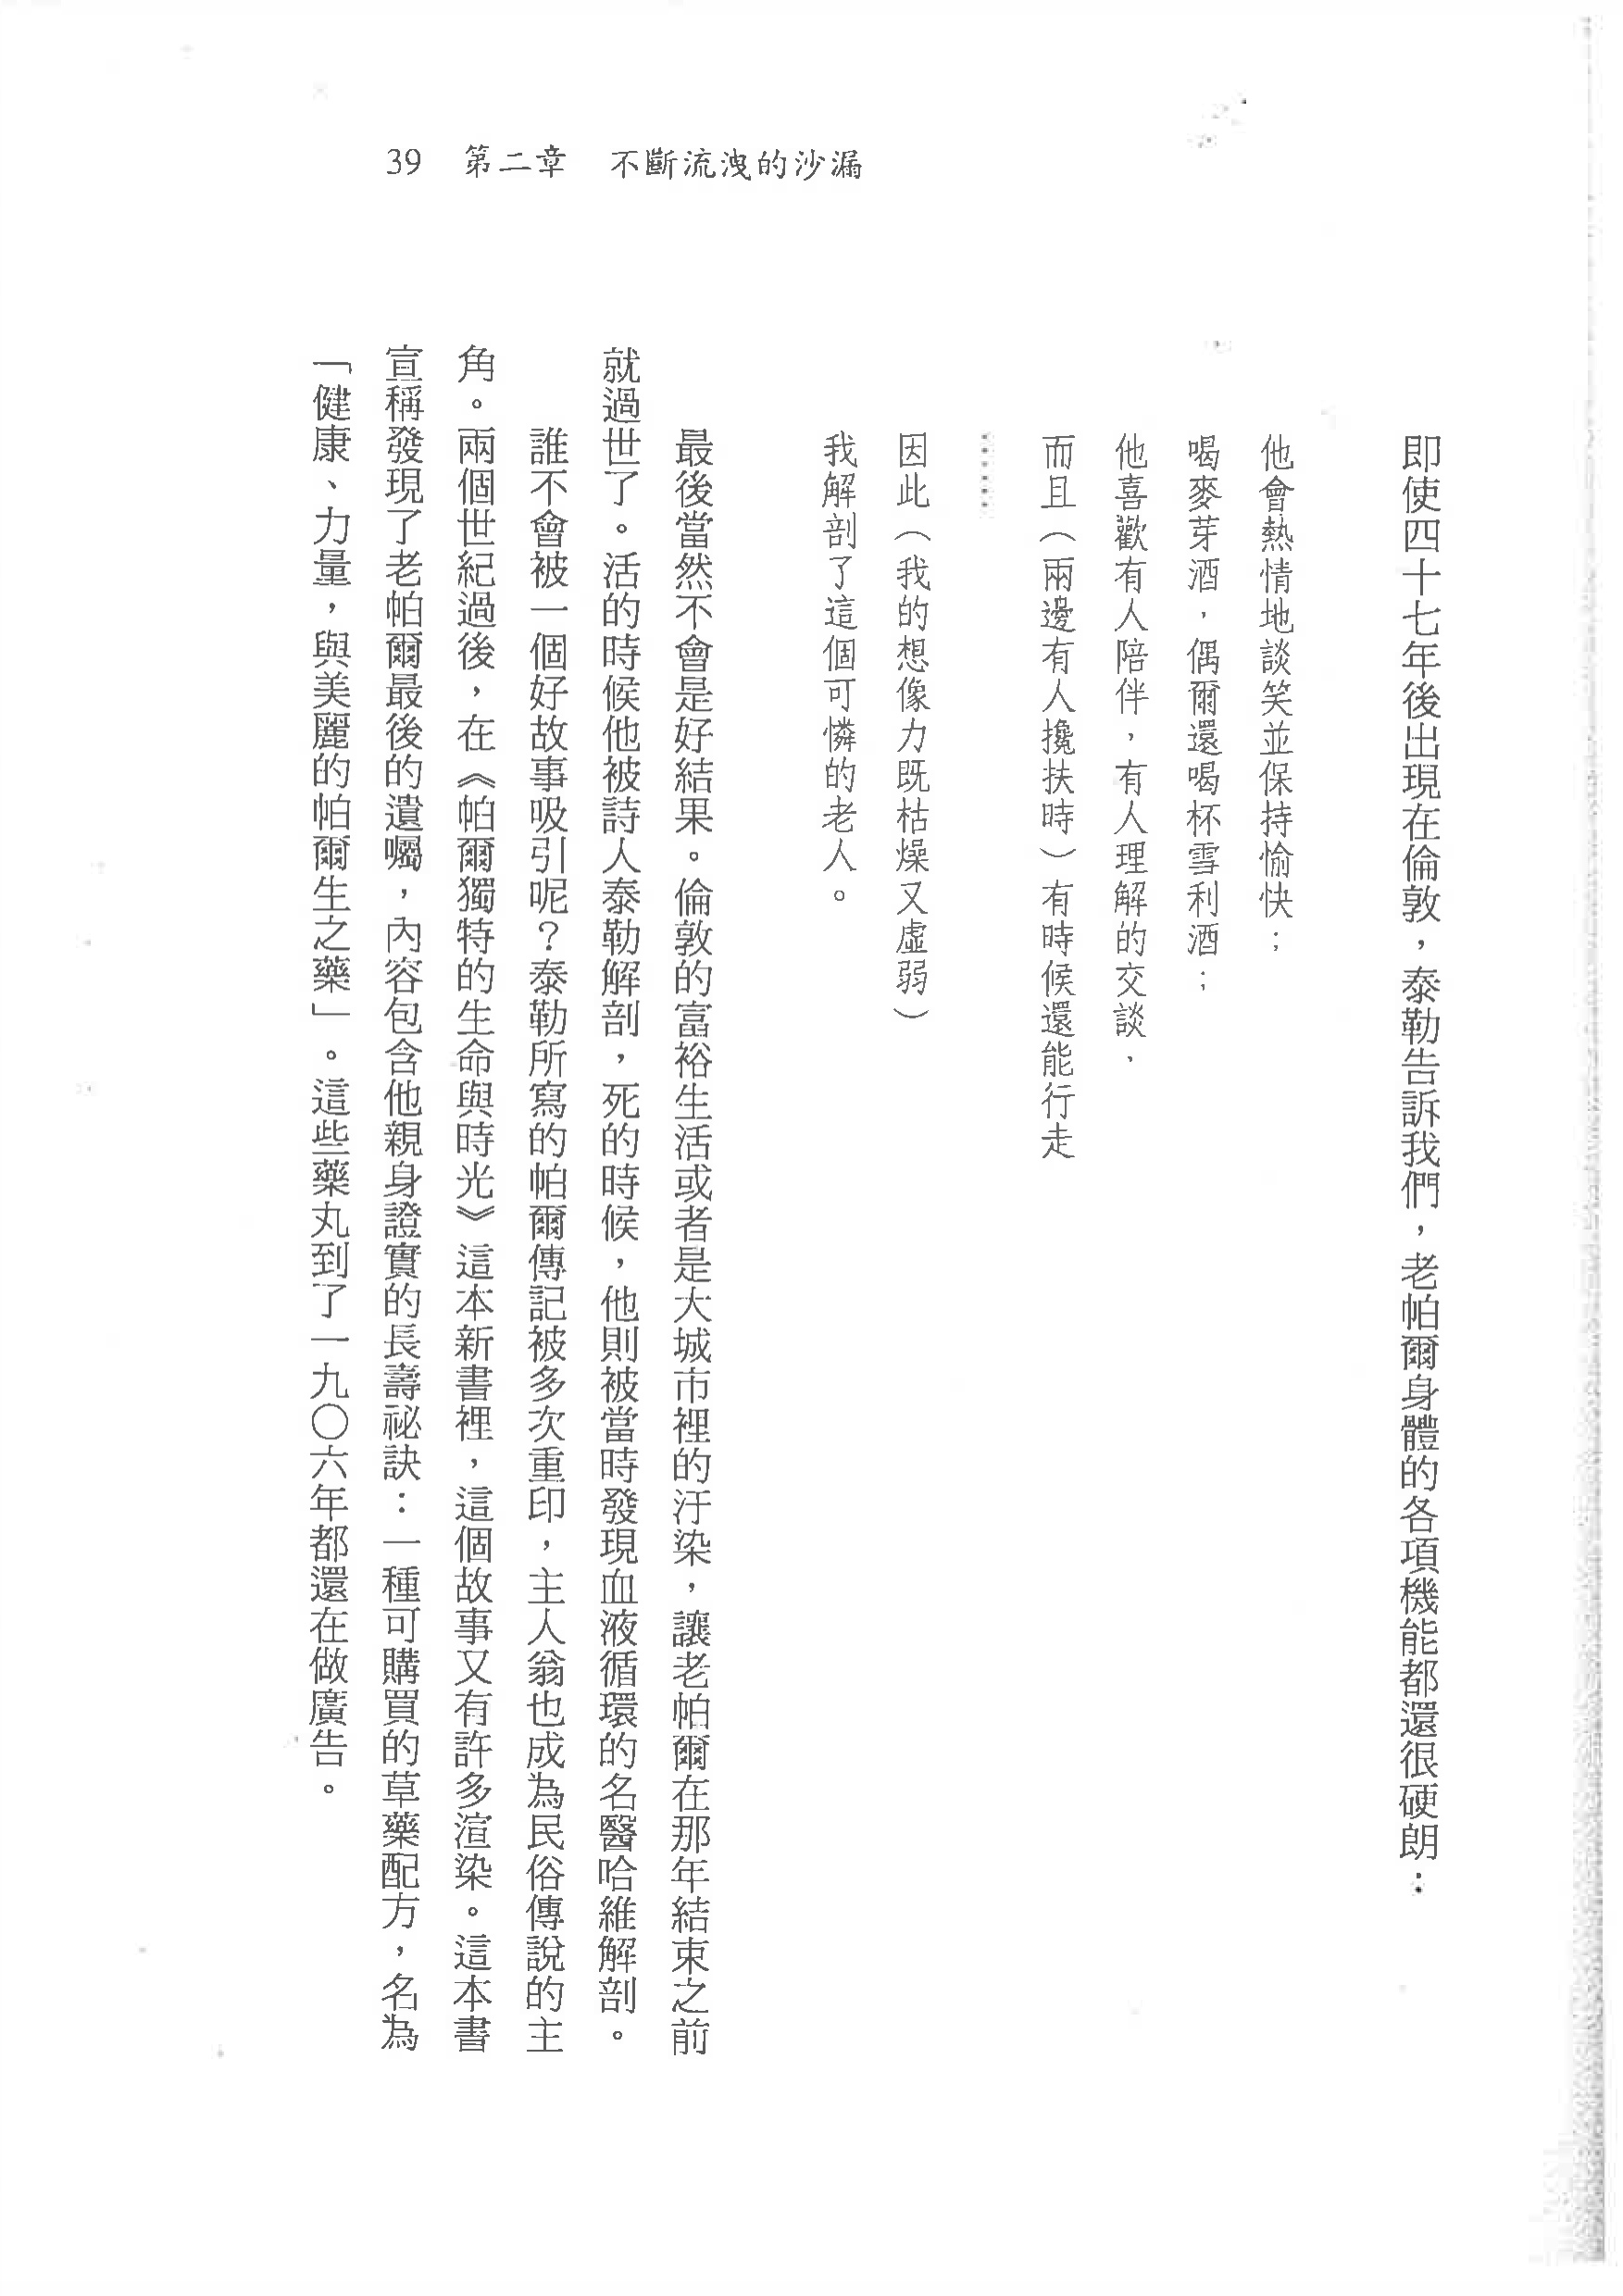 39 第二章 不斷流洩的沙漏
即使四十七年後出現在倫敦，泰勒告訴我們，老帕爾身體的各項機能都還很硬朗：
他會熱情地談笑並保持愉快；
喝麥芽酒，偶爾還喝杯雪利酒；
他喜歡有人陪伴，有人理解的交談，
而且（兩邊有人攙扶時）有時候還能行走
……
因此（我的想像力既枯燥又虛弱）
我解剖了這個可憐的老人。
最後當然不會是好結果。倫敦的富裕生活或者是大城市裡的汙染，讓老帕爾在那年結束之前
就過世了。活的時候他被詩人泰勒解剖，死的時候，他則被當時發現血液循環的名醫哈維解剖。
誰不會被一個好故事吸引呢？泰勒所寫的帕爾傳記被多次重印，主人翁也成為民俗傳說的主
角。兩個世紀過後，在《帕爾獨特的生命與時光》這本新書裡，這個故事又有許多渲染。這本書
宣稱發現了老帕爾最後的遺囑，內容包含他親身證實的長壽祕訣：一種可購買的草藥配方，名為
「健康、力量，與美麗的帕爾生之藥」。這些藥丸到了一九〇六年都還在做廣告。